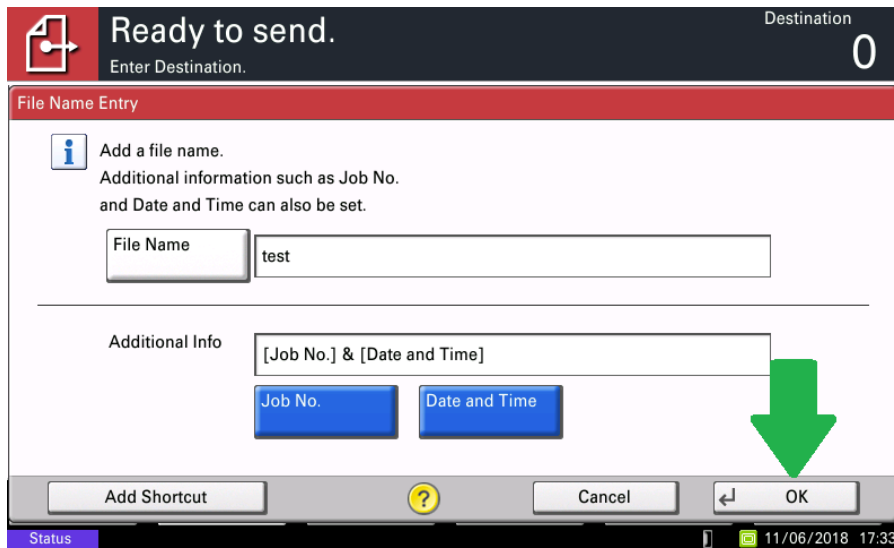 Ready to send.
Destination
0
Enter Destination.
File Name Entry
i
Add a file name.
Additional information such as Job No.
and Date and Time can also be set.
File Name
test
Additional Info
[Job No.] & [Date and Time]
Job No.
Date and Time
Add Shortcut
?
Cancel
OK
Status
11/06/2018 17:33